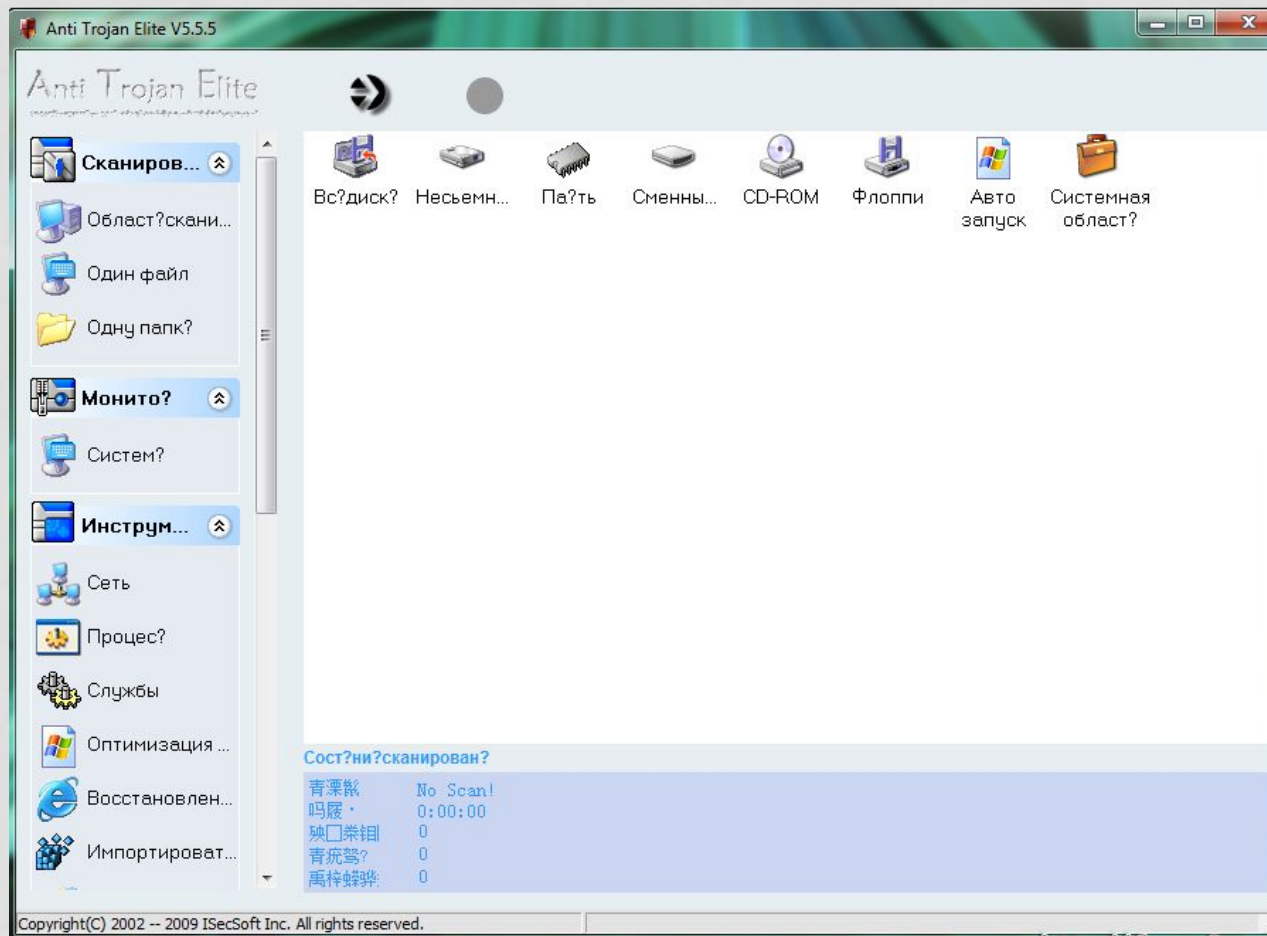 Anti Trojan Elite V5.5.5
Anti Trojan Elite
Сканиров...
Област?скани...
Один файл
Одну папк?
Монито?
Систем?
Инструм...
Сеть
Процес?
Службы
Оптимизация ...
Восстановлен...
Импортироват...
Вс?диск?
Несьемн...
Па?ть
Сменны...
CD-ROM
Флоппи
Авто запуск
Системная област?
Сост?ни?сканирован?
No Scan!
0:00:00
0
0
0
Copyright(C) 2002 -- 2009 ISecSoft Inc. All rights reserved.